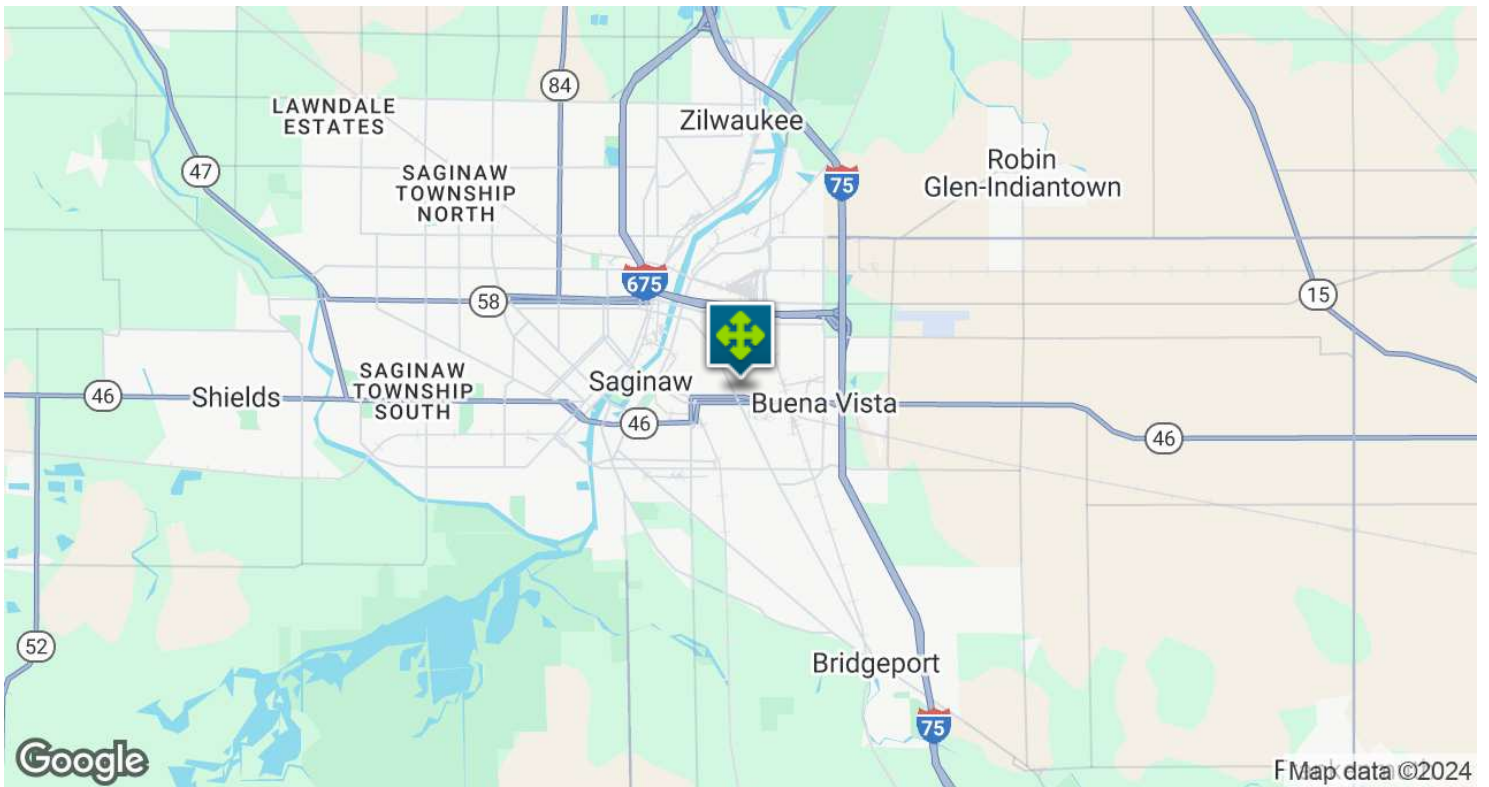 84
LAWNDALE
ESTATES
Zilwaukee
47
SAGINAW
TOWNSHIP
NORTH
Robin
Glen-Indiantown
75
675
58
15
SAGINAW
TOWNSHIP
SOUTH
Saginaw
46
Shields
46
Buena Vista
46
52
Bridgeport
75
Google
Map data ©2024